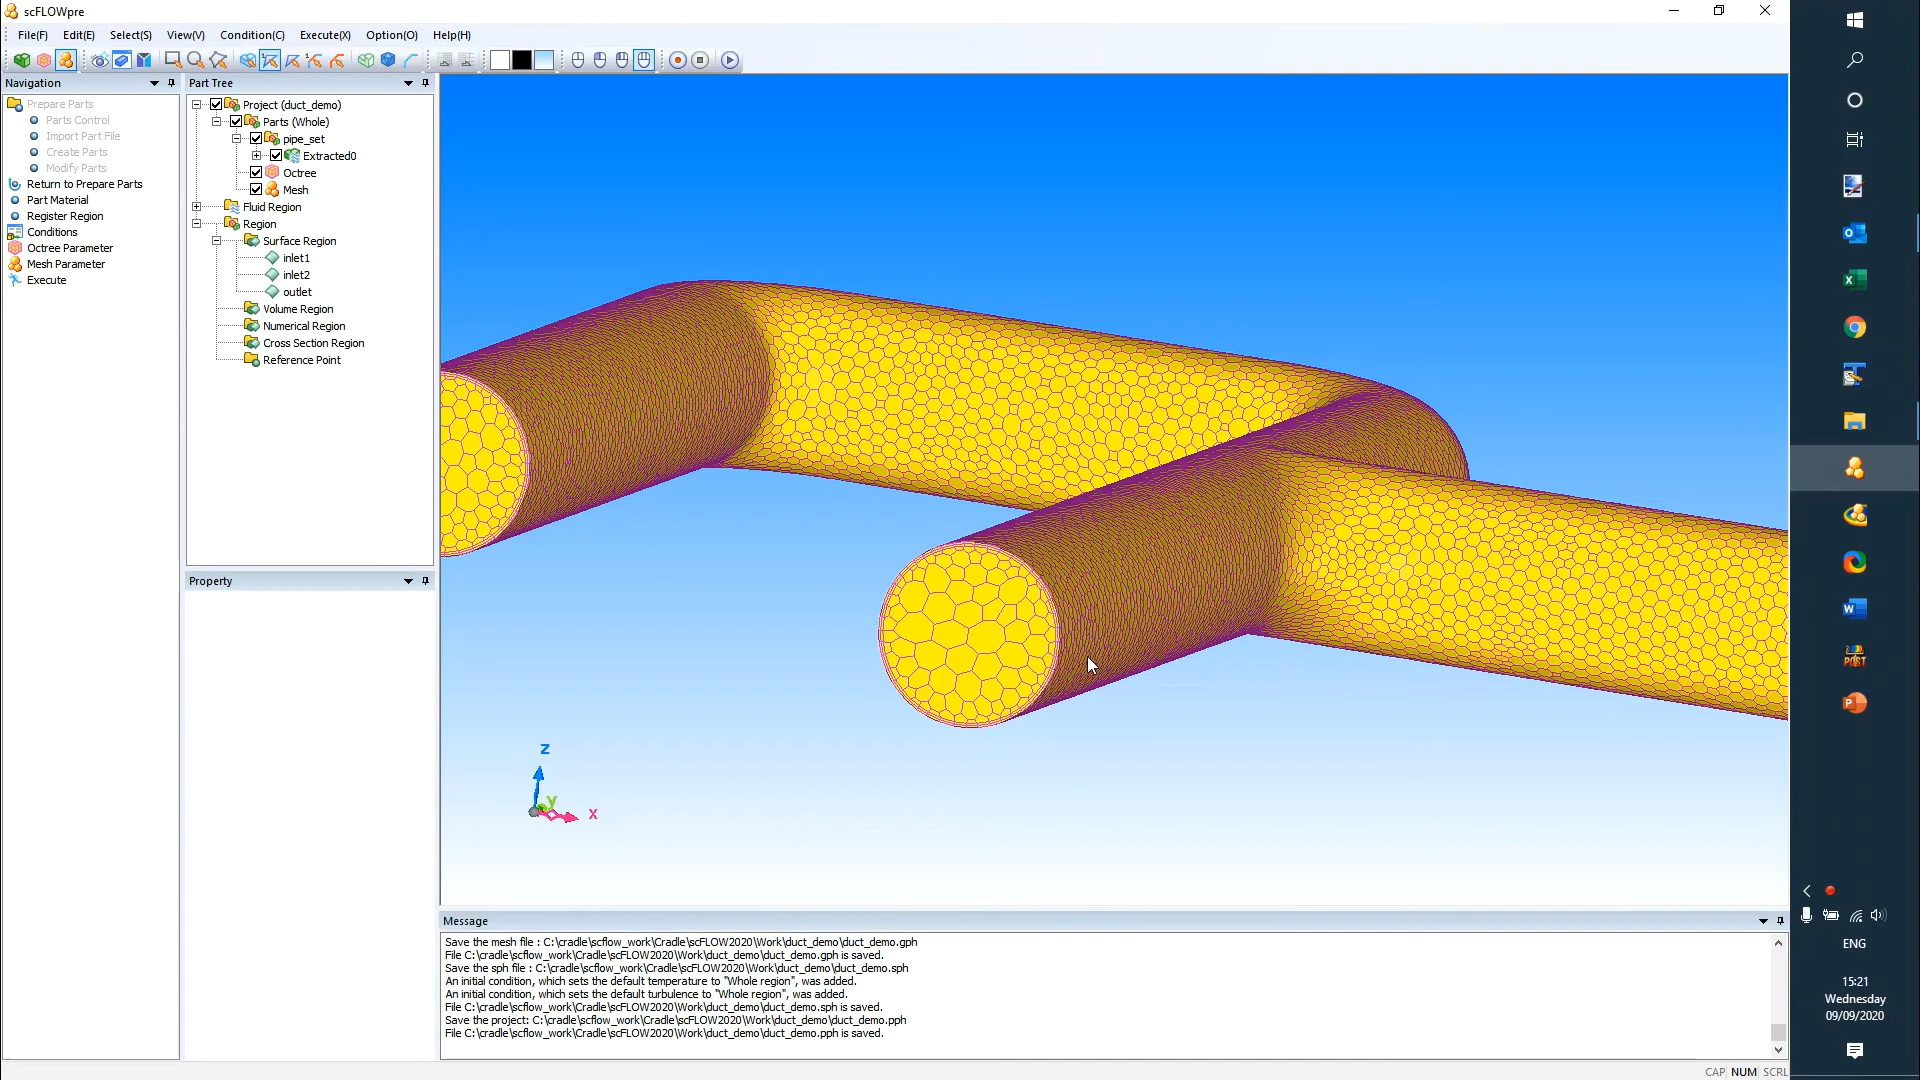 scFLOWpre
File(F) Edit(E) Select(S) View(V) Condition(C) Execute(X) Option(O) Help(H)
Navigation
Prepare Parts
Parts Control
Import Part File
Create Parts
Modify Parts
Return to Prepare Parts
Part Material
Register Region
Conditions
Octree Parameter
Mesh Parameter
Execute
Part Tree
Project (duct_demo)
Parts (Whole)
pipe_set
Extracted0
Octree
Mesh
Fluid Region
Region
Surface Region
inlet1
inlet2
outlet
Volume Region
Numerical Region
Cross Section Region
Reference Point
Property
z
y
x
Message
Save the mesh file : C:\cradle\scflow_work\Cradle\scFLOW2020\Work\duct_demo\duct_demo.gph
File C:\cradle\scflow_work\Cradle\scFLOW2020\Work\duct_demo\duct_demo.gph is saved.
Save the sph file : C:\cradle\scflow_work\Cradle\scFLOW2020\Work\duct_demo\duct_demo.sph
An initial condition, which sets the default temperature to "Whole region", was added.
An initial condition, which sets the default turbulence to "Whole region", was added.
File C:\cradle\scflow_work\Cradle\scFLOW2020\Work\duct_demo\duct_demo.sph is saved.
Save the project: C:\cradle\scflow_work\Cradle\scFLOW2020\Work\duct_demo\duct_demo.pph
File C:\cradle\scflow_work\Cradle\scFLOW2020\Work\duct_demo\duct_demo.pph is saved.
CAP NUM SCRL
POST
ENG
15:21
Wednesday
09/09/2020